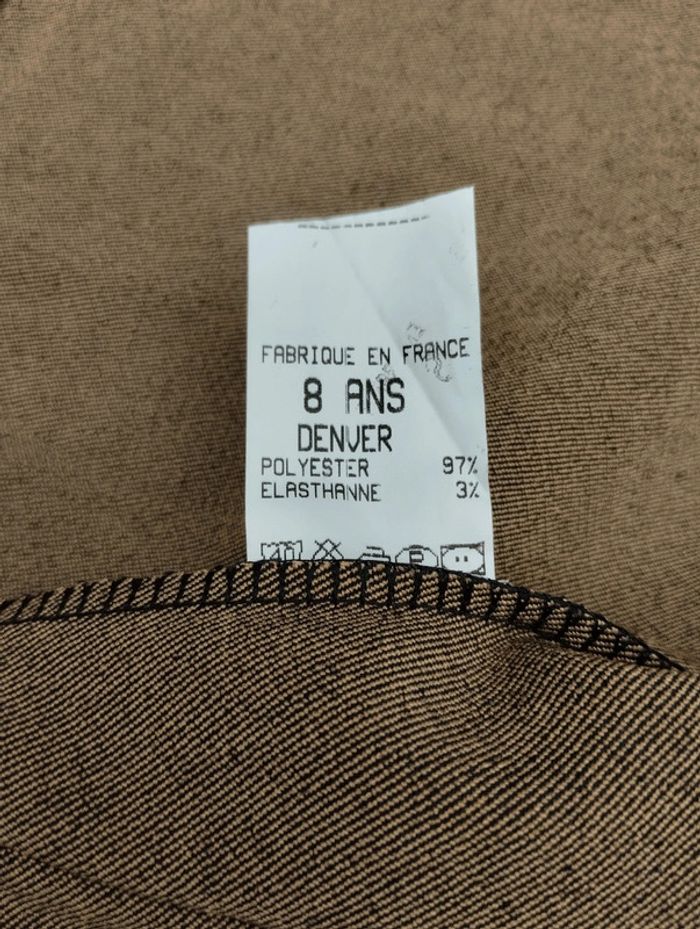 FABRIQUE EN FRANCE
8 ANS
DENVER
POLYESTER 97%
ELASTHANNE 3%